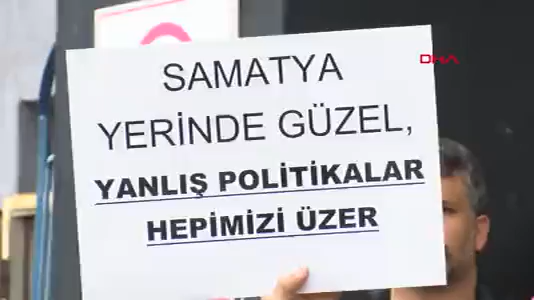 SAMATYA
YERİNDE GÜZEL,
YANLIŞ POLİTİKALAR
HEPİMİZİ ÜZER
DHA